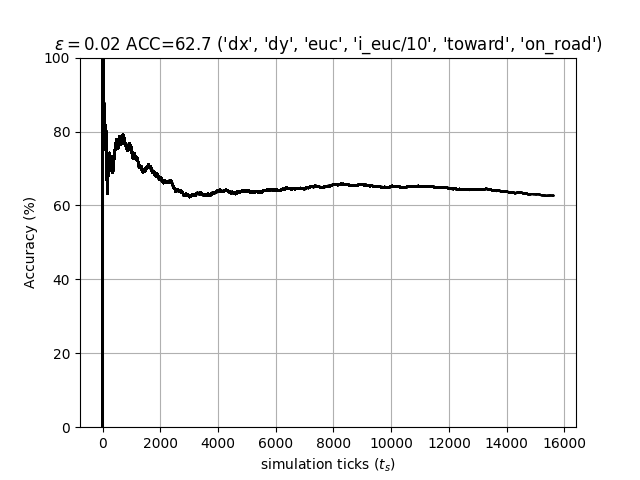 ε = 0.02 ACC=62.7 ('dx', 'dy', 'euc', 'i_euc/10', 'toward', 'on_road')
100
80
60
40
20
0
Accuracy (%)
0 2000 4000 6000 8000 10000 12000 14000 16000
simulation ticks (tₛ)